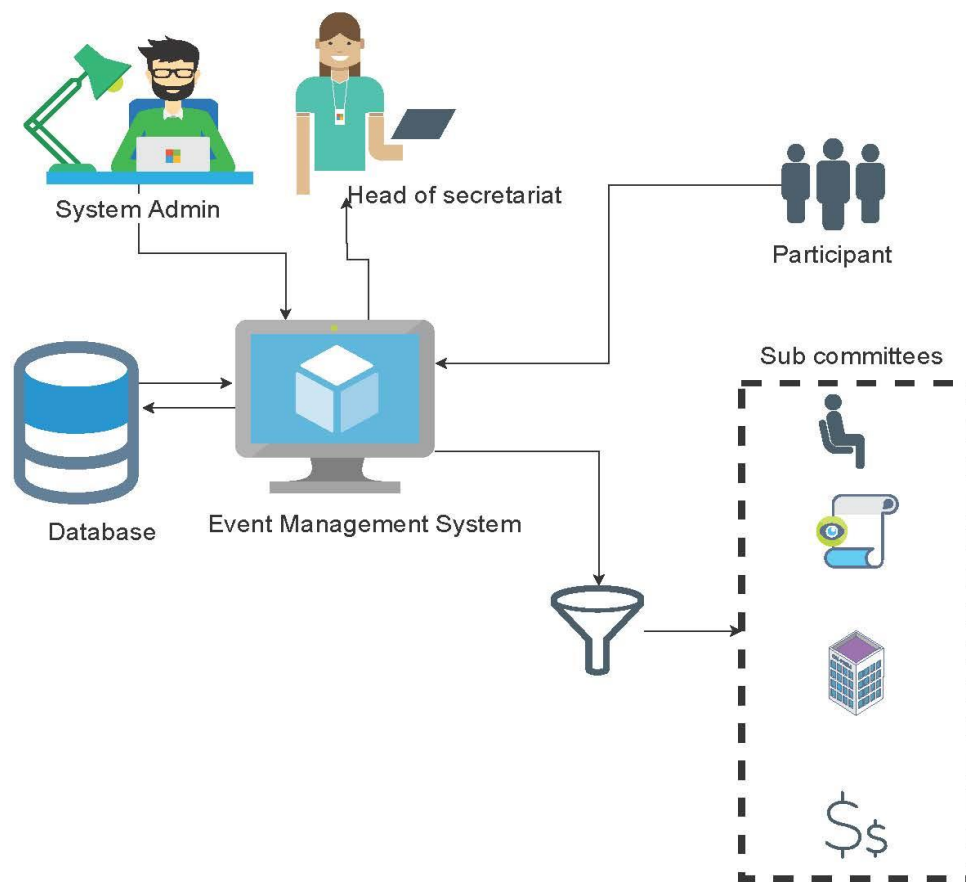 System Admin
Head of secretariat
Participant
Sub committees
Database
Event Management System
$
$